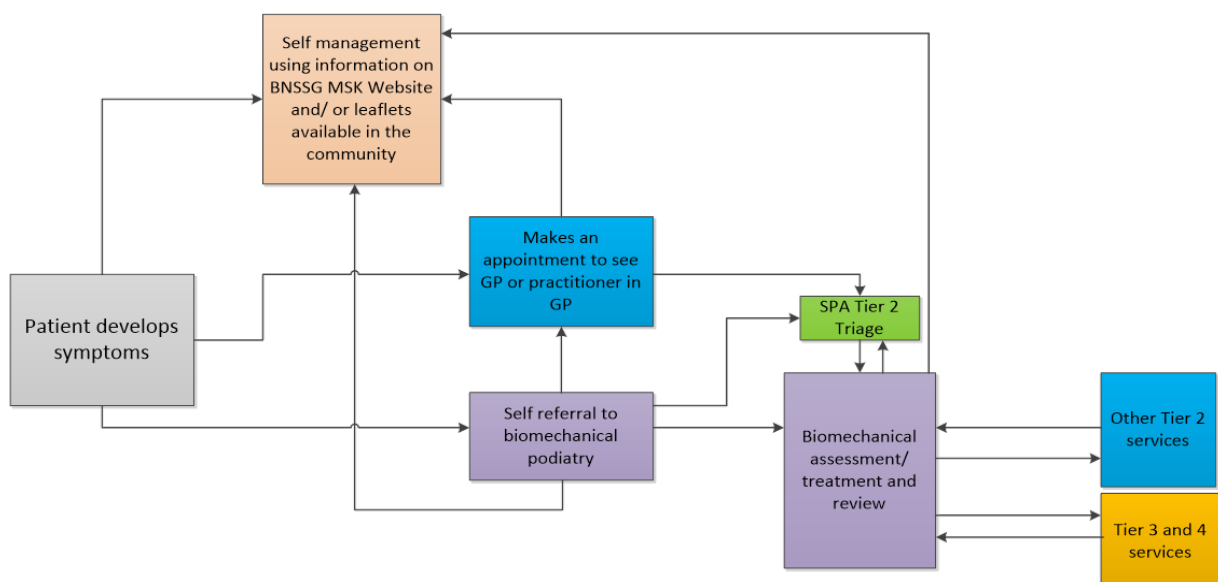 Self management
using information on
BNSSG MSK Website
and/ or leaflets
available in the
community
Makes an
appointment to see
GP or practitioner in
GP
Patient develops
symptoms
SPA Tier 2
Triage
Self referral to
biomechanical
podiatry
Biomechanical
assessment/
treatment and
review
Other Tier 2
services
Tier 3 and 4
services